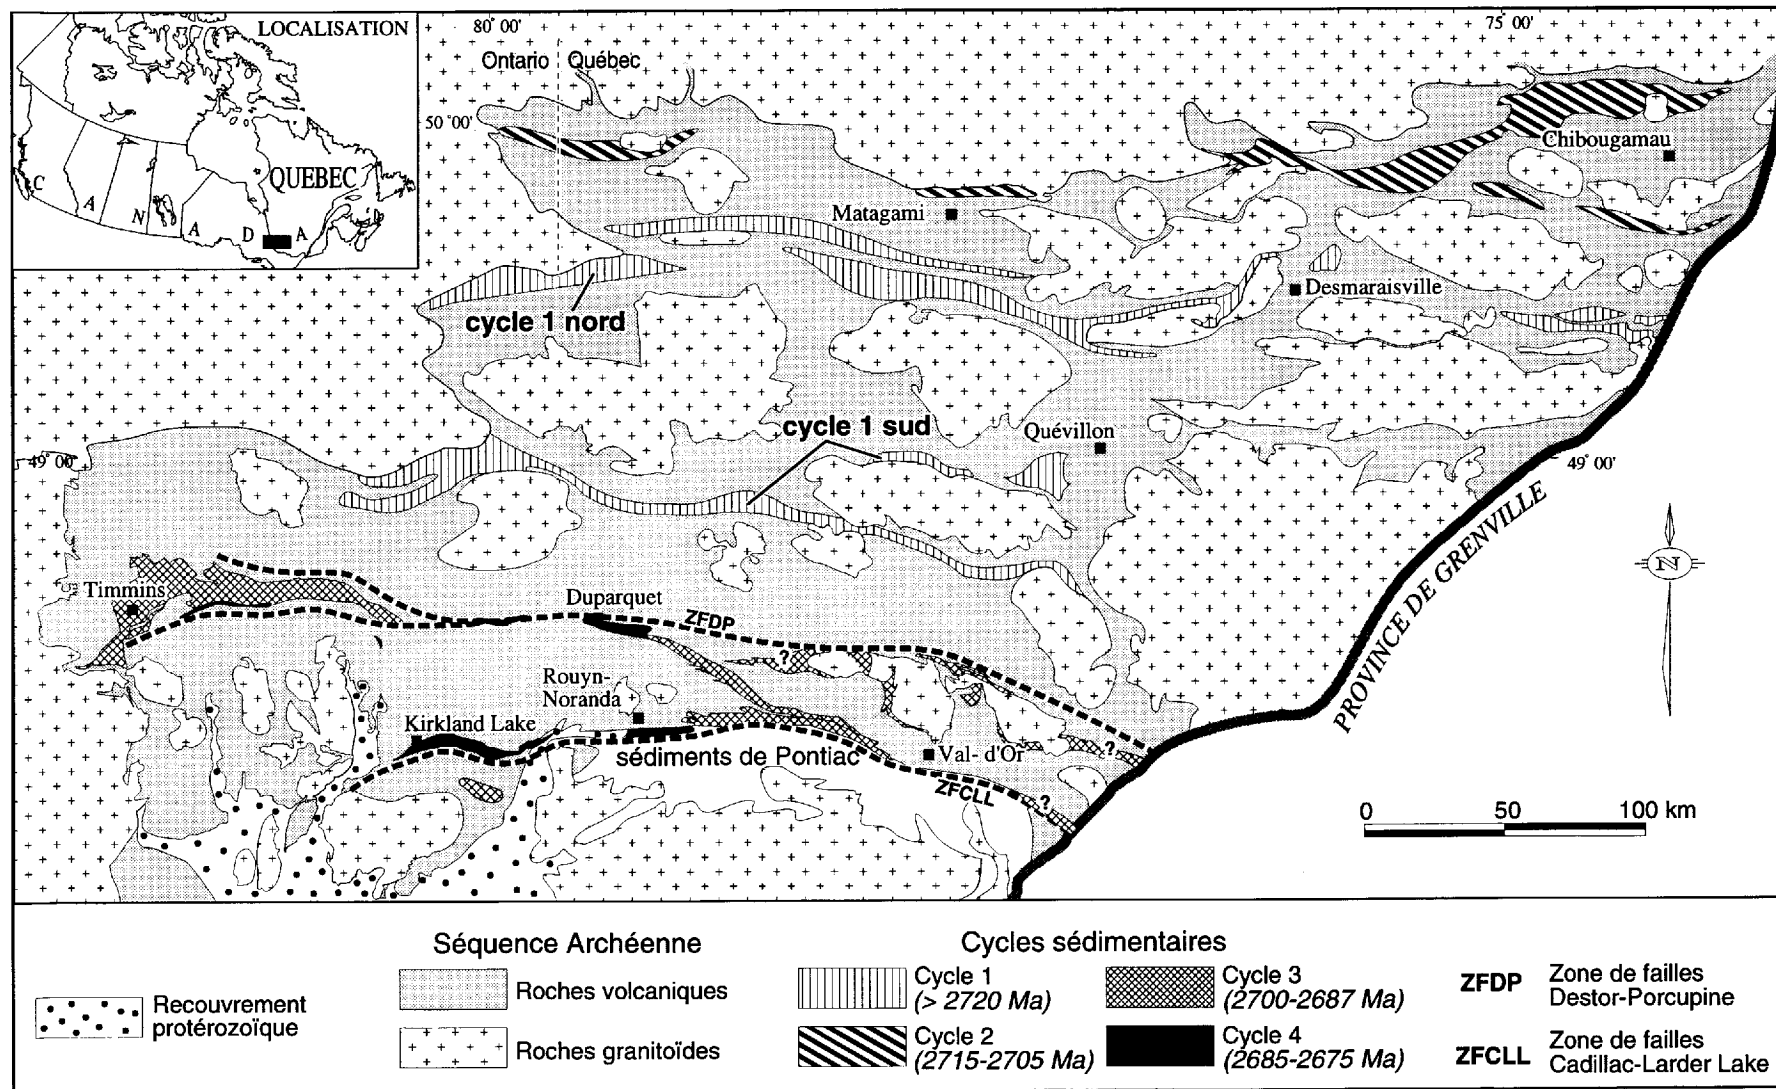 LOCALISATION
C
A
N
A
D
A
QUEBEC
80° 00'
75° 00'
Ontario
Québec
50° 00'
Chibougamau
Matagami
Desmaraisville
cycle 1 nord
cycle 1 sud
Quévillon
49° 00'
49° 00'
PROVINCE DE GRENVILLE
N
Timmins
Duparquet
ZFDP
?
Rouyn-
Noranda
Kirkland Lake
sédiments de Pontiac
Val- d'Or
?
ZFCLL
?
0 50 100 km
Séquence Archéenne
Cycles sédimentaires
Recouvrement
protérozoïque
Roches volcaniques
Roches granitoïdes
Cycle 1
(> 2720 Ma)
Cycle 2
(2715-2705 Ma)
Cycle 3
(2700-2687 Ma)
Cycle 4
(2685-2675 Ma)
ZFDP
Zone de failles
Destor-Porcupine
ZFCLL
Zone de failles
Cadillac-Larder Lake